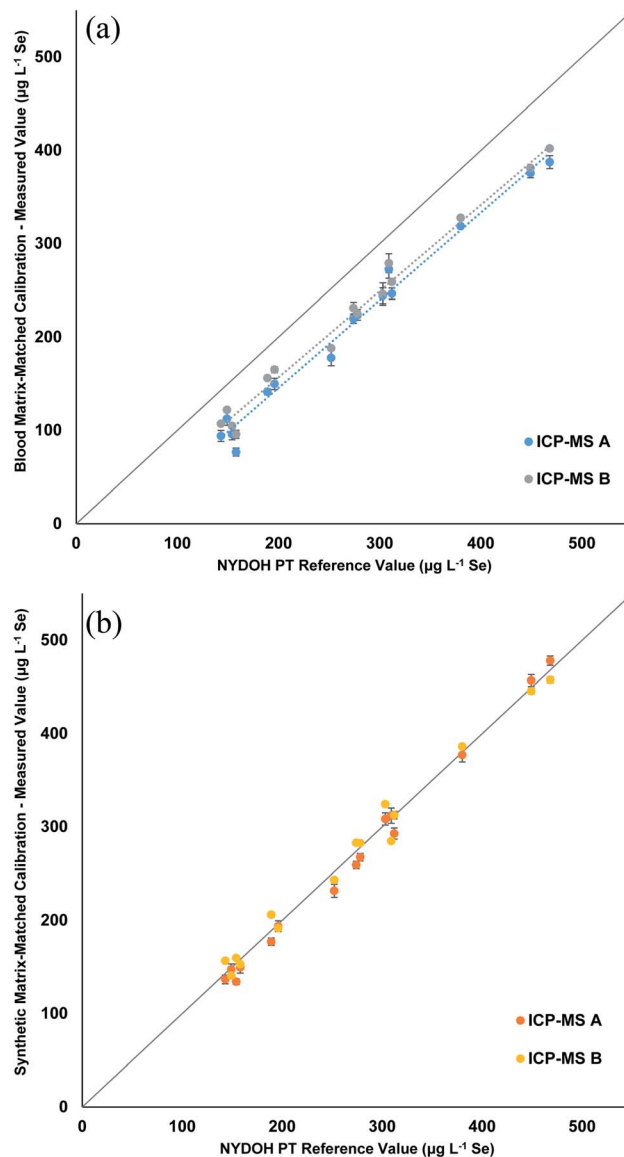 (a)
Blood Matrix-Matched Calibration - Measured Value (µg L⁻¹ Se)
500
400
300
200
100
0
ICP-MS A
ICP-MS B
0 100 200 300 400 500
NYDOH PT Reference Value (µg L⁻¹ Se)
(b)
Synthetic Matrix-Matched Calibration - Measured Value (µg L⁻¹ Se)
500
400
300
200
100
0
ICP-MS A
ICP-MS B
0 100 200 300 400 500
NYDOH PT Reference Value (µg L⁻¹ Se)